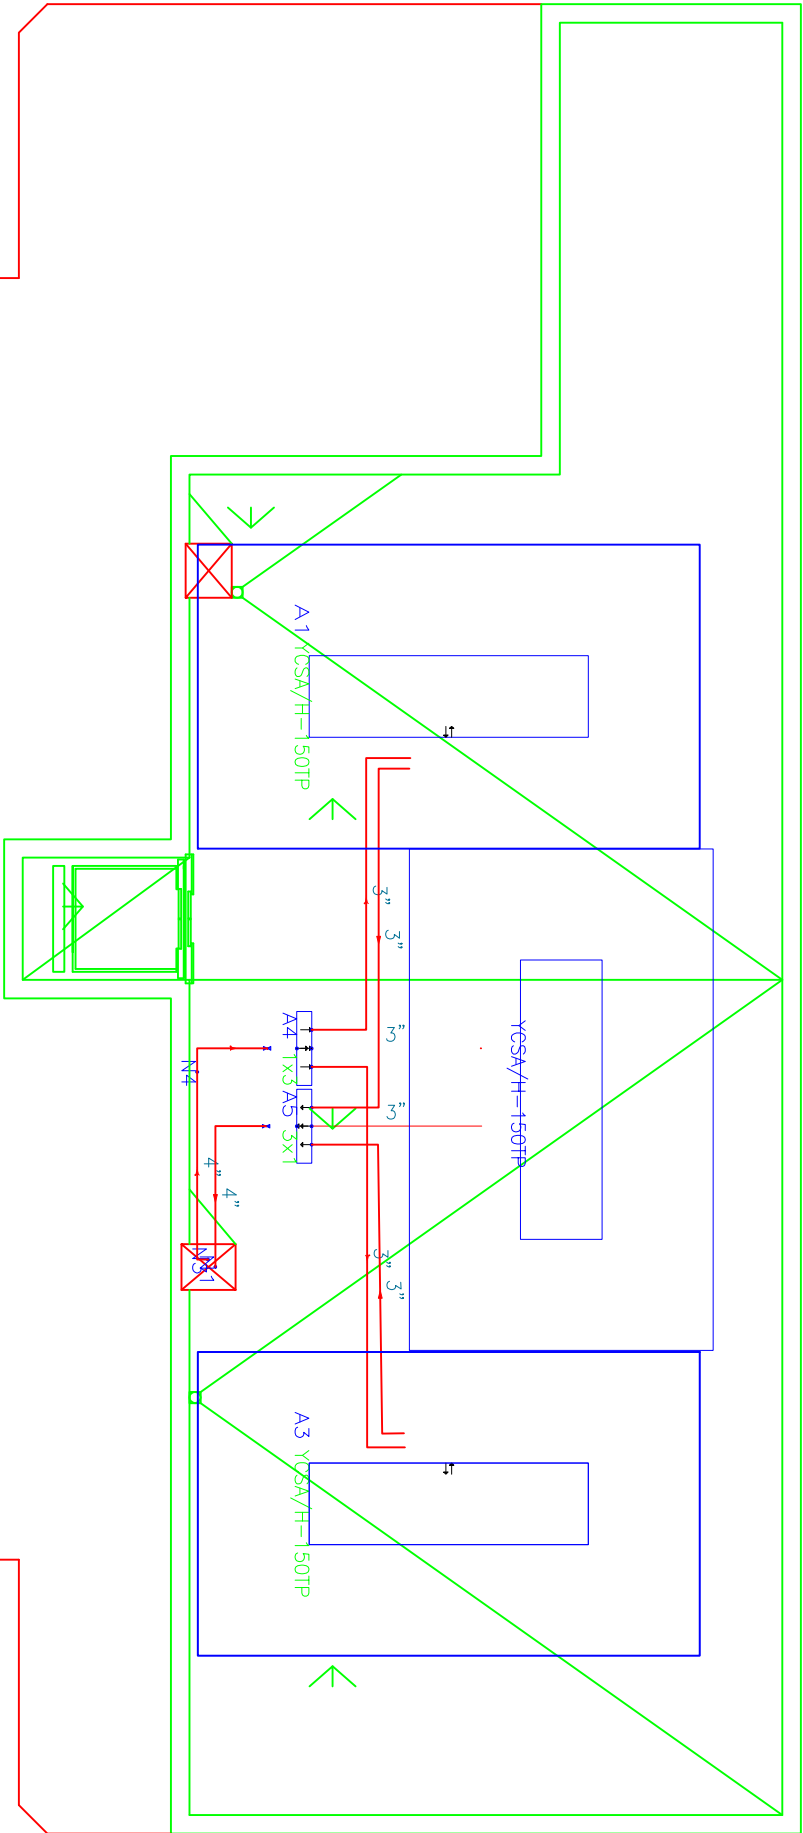 A1 YCSA/H-150TP
3"
3"
A4 1x3
3"
YCSA/H-150TP
N4
A5 3x1
3"
4"
4"
3"
3"
A3 YCSA/H-150TP